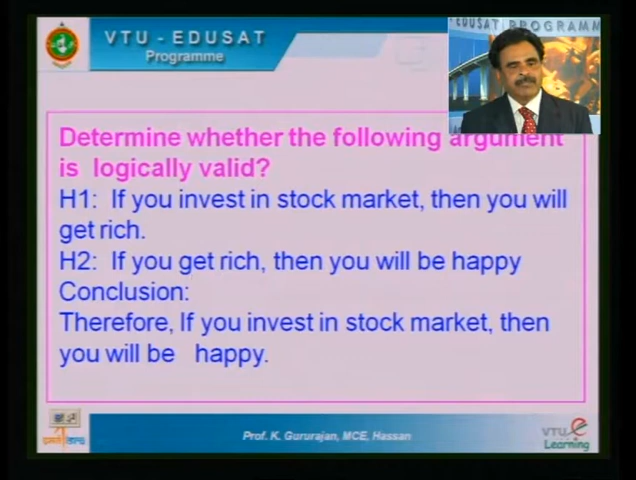 VTU - EDUSAT
Programme
EDUSAT PROGRAMM
Determine whether the following argument
is logically valid?
H1: If you invest in stock market, then you will
get rich.
H2: If you get rich, then you will be happy
Conclusion:
Therefore, If you invest in stock market, then
you will be happy.
Prof. K. Gururajan, MCE, Hassan
VTU e
Learning